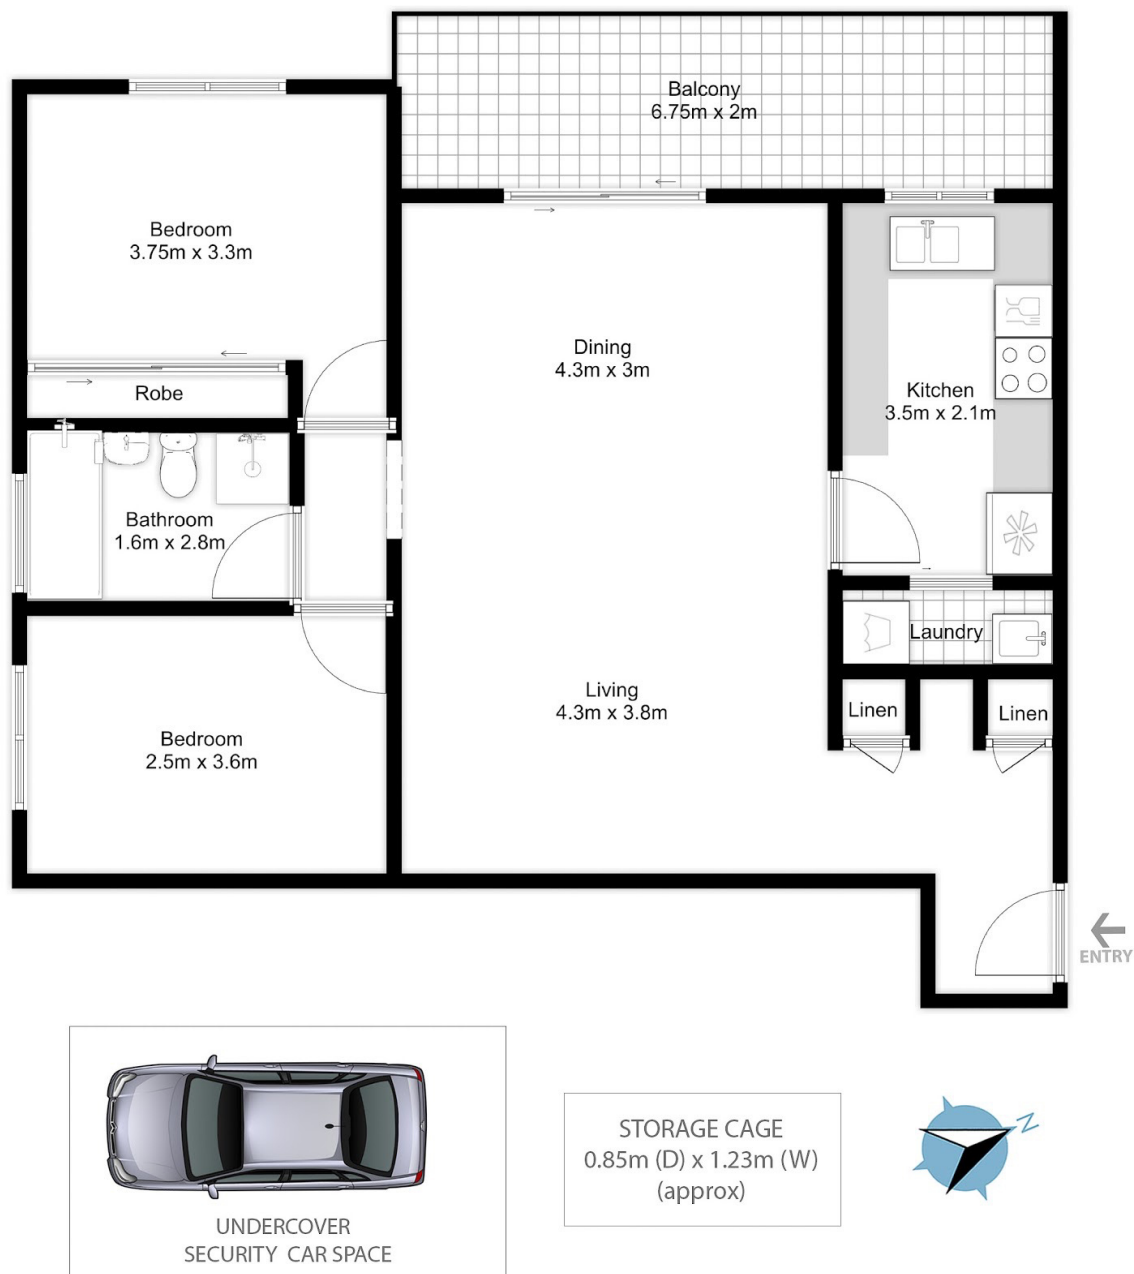 Balcony
6.75m x 2m
Bedroom
3.75m x 3.3m
Dining
4.3m x 3m
Robe
Kitchen
3.5m x 2.1m
Bathroom
1.6m x 2.8m
Laundry
Living
4.3m x 3.8m
Linen
Linen
Bedroom
2.5m x 3.6m
ENTRY
UNDERCOVER
SECURITY CAR SPACE
STORAGE CAGE
0.85m (D) x 1.23m (W)
(approx)
N